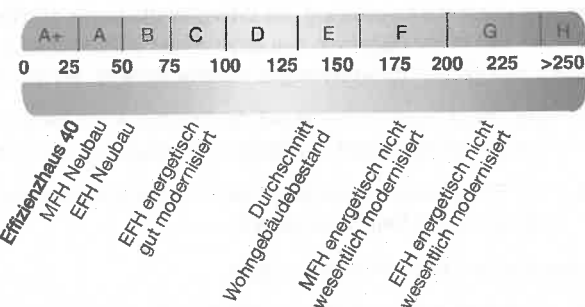 A+ A B C D E F G H
0 25 50 75 100 125 150 175 200 225 >250
Effizienzhaus 40
MFH Neubau
EFH Neubau
EFH energetisch
gut modernisiert
Durchschnitt
Wohngebäudebestand
MFH energetisch nicht
wesentlich modernisiert
EFH energetisch nicht
wesentlich modernisiert